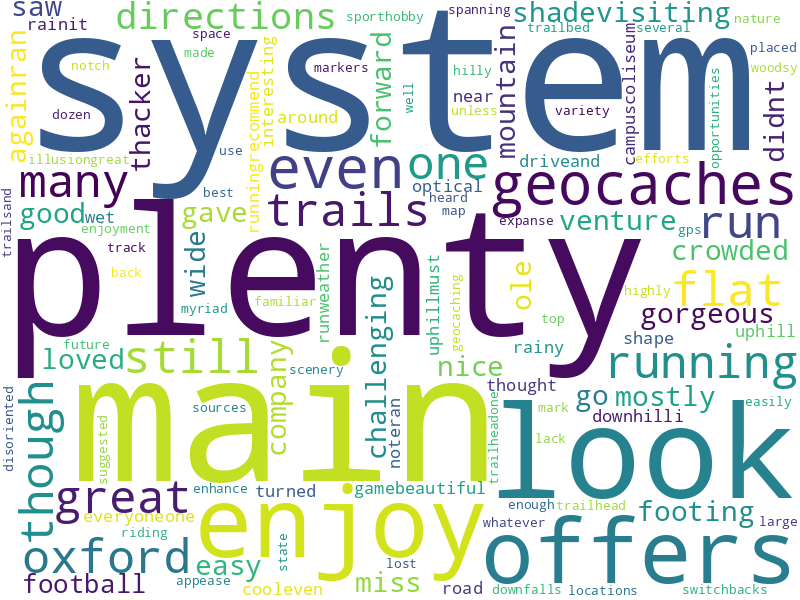 saw
directions
sporthobby
spanning
shadevisiting
rainit
space
trailbed
several
nature
system
made
markers
hilly
placed
notch
againran
thacker
dozen
runningrecommend
interesting
around
forward
well
near
unless
variety
mountain
campuscoliseum
opportunities
didnt
woodsy
illusiongreat
use
even
one
driveand
efforts
many
best
optical
geocaches
trailsand
good
wet
gave
trails
heard
map
expanse
venture
gps
run
enjoyment
track
wide
plenty
crowded
back
myriad
familiar
runweather
challenging
uphillmust
geocaching
ole
highly
flat
gorgeous
top
future
loved
still
company
scenery
nice
rainy
shape
uphill
running
though
main
thought
go
mostly
easily
disoriented
suggested
sources
noteran
trailheadone
look
mark
downhilli
lack
great
enhance
turned
gamebeautiful
enjoy
enough
trailhead
footing
everyoneone
whatever
large
riding
oxford
easy
state
lost
offers
football
appease
cooleven
miss
road
downfalls
locations
switchbacks